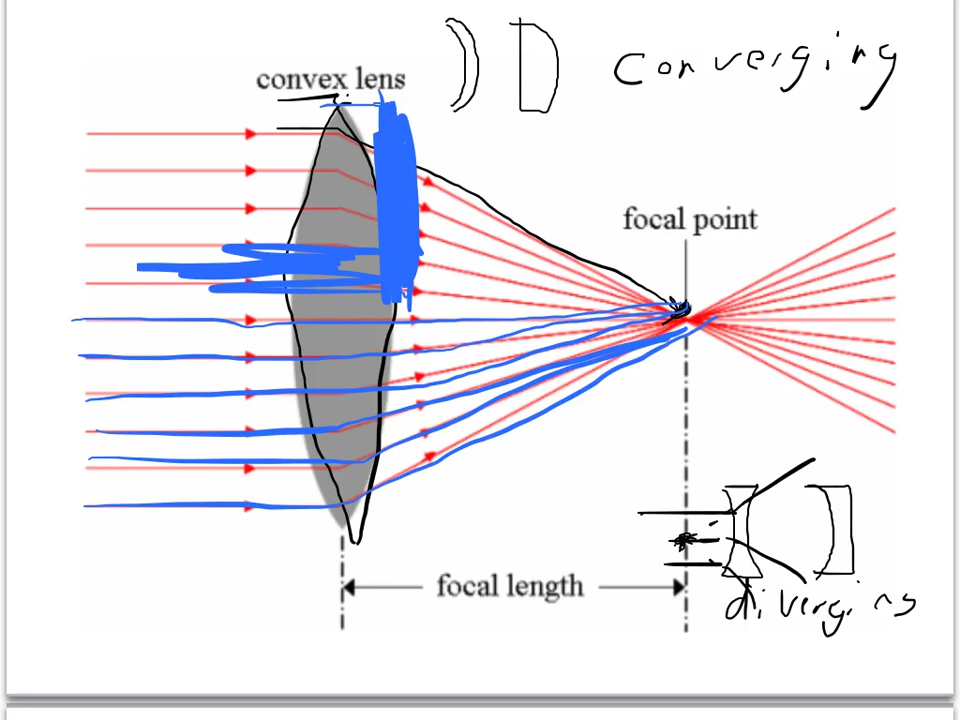 Converging
convex lens
focal point
focal length
diverging